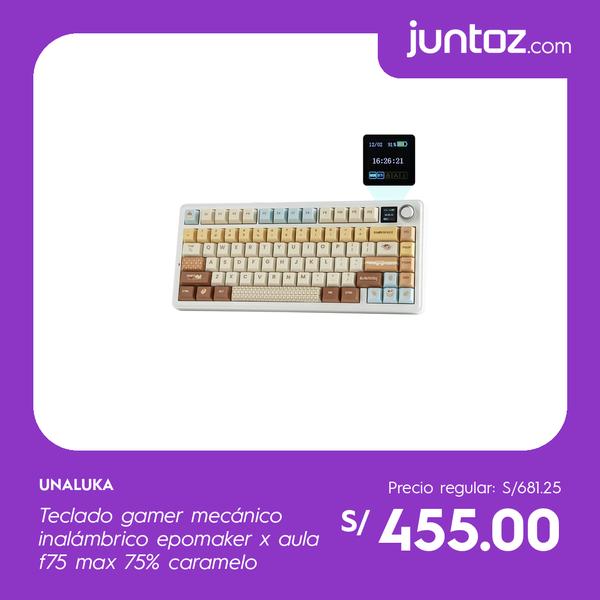 juntoz.com
12/02 91%
16:26:21
UNALUKA
Teclado gamer mecánico
inalámbrico epomaker x aula
f75 max 75% caramelo
Precio regular: S/681.25
S/ 455.00